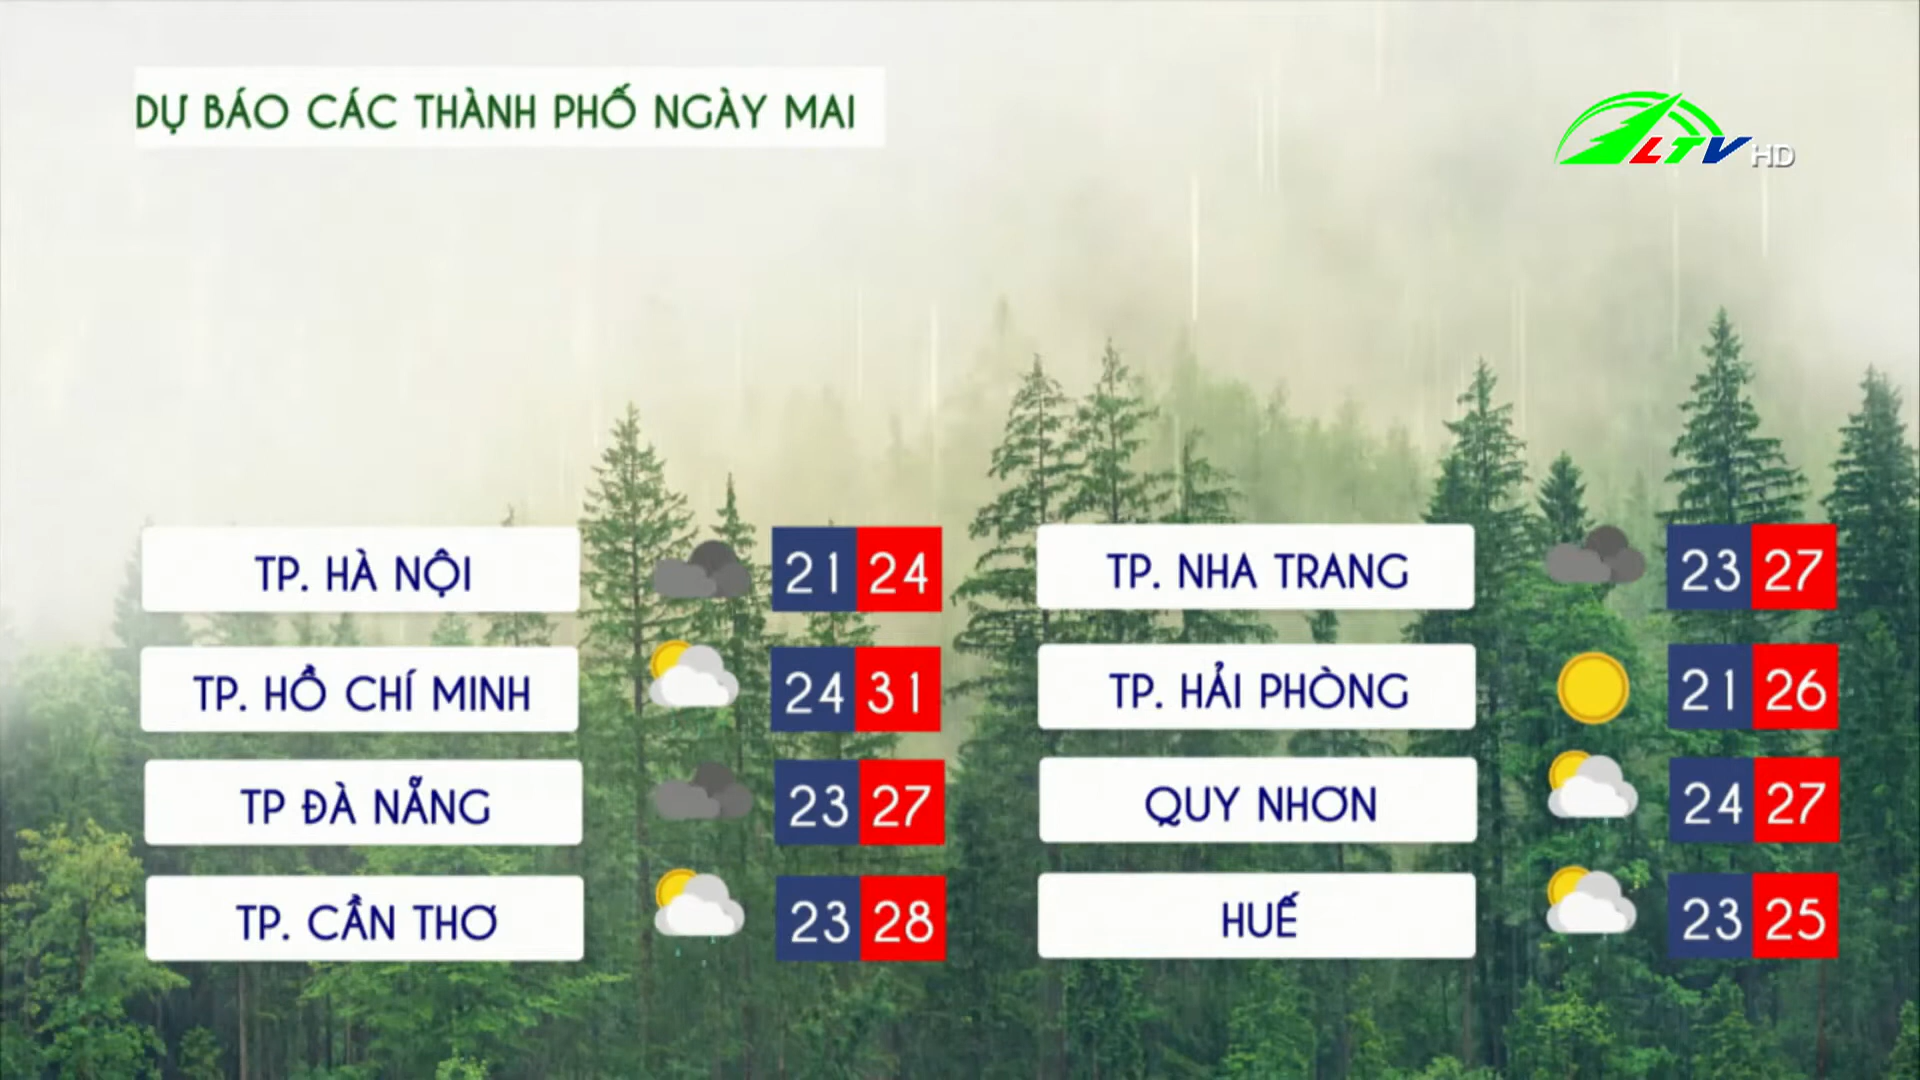 DỰ BÁO CÁC THÀNH PHỐ NGÀY MAI
LTV HD
TP. HÀ NỘI 21 24
TP. HỒ CHÍ MINH 24 31
TP ĐÀ NẴNG 23 27
TP. CẦN THƠ 23 28
TP. NHA TRANG 23 27
TP. HẢI PHÒNG 21 26
QUY NHƠN 24 27
HUẾ 23 25